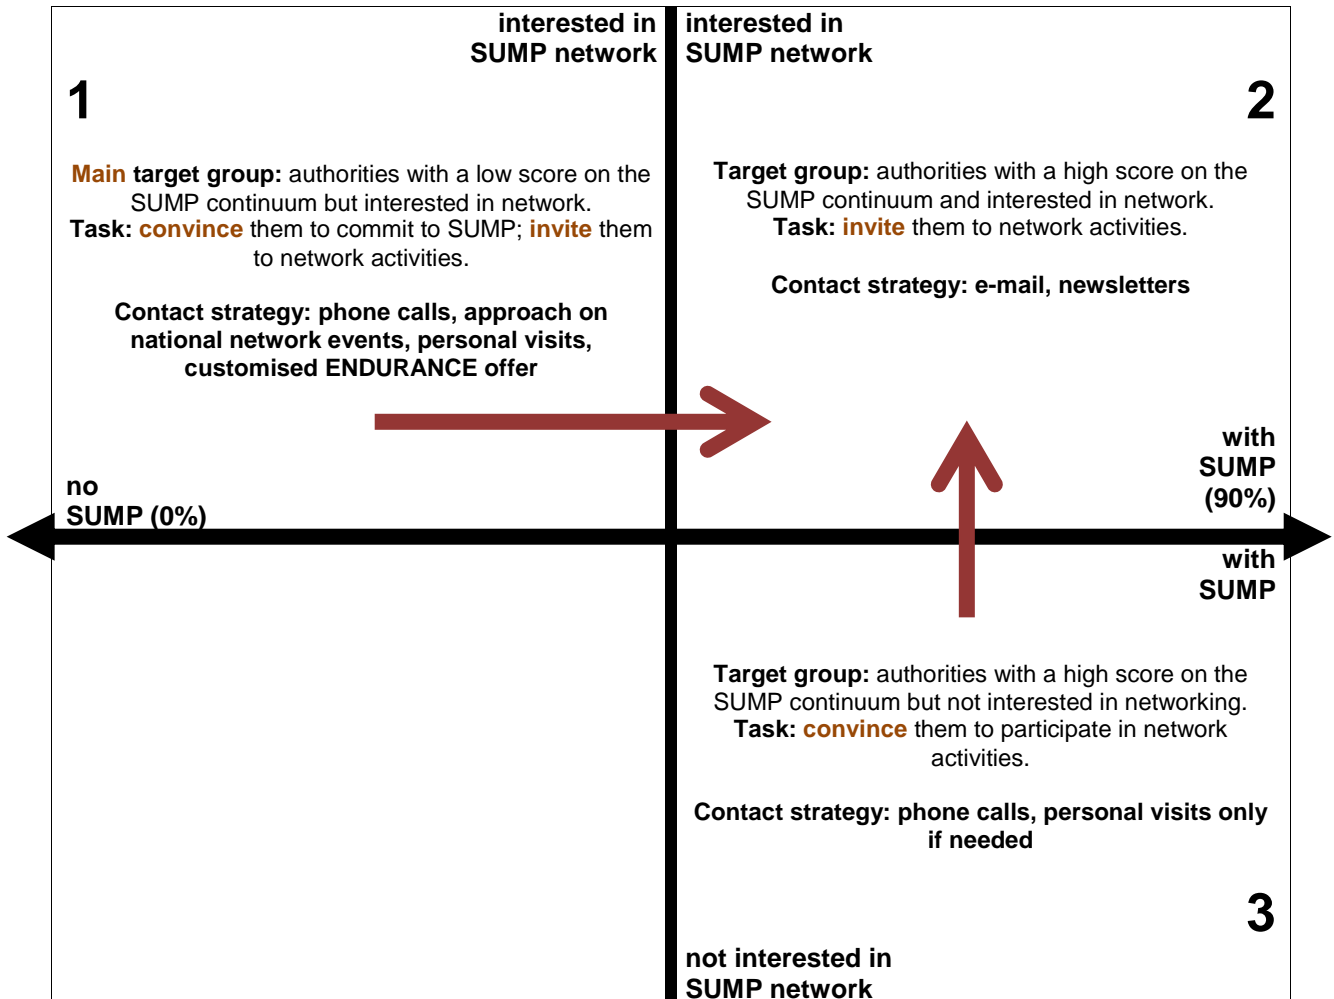 interested in
SUMP network
1
Main target group: authorities with a low score on the
SUMP continuum but interested in network.
Task: convince them to commit to SUMP; invite them
to network activities.
Contact strategy: phone calls, approach on
national network events, personal visits,
customised ENDURANCE offer
no
SUMP (0%)
interested in
SUMP network
2
Target group: authorities with a high score on the
SUMP continuum and interested in network.
Task: invite them to network activities.
Contact strategy: e-mail, newsletters
with
SUMP
(90%)
with
SUMP
Target group: authorities with a high score on the
SUMP continuum but not interested in networking.
Task: convince them to participate in network
activities.
Contact strategy: phone calls, personal visits only
if needed
3
not interested in
SUMP network